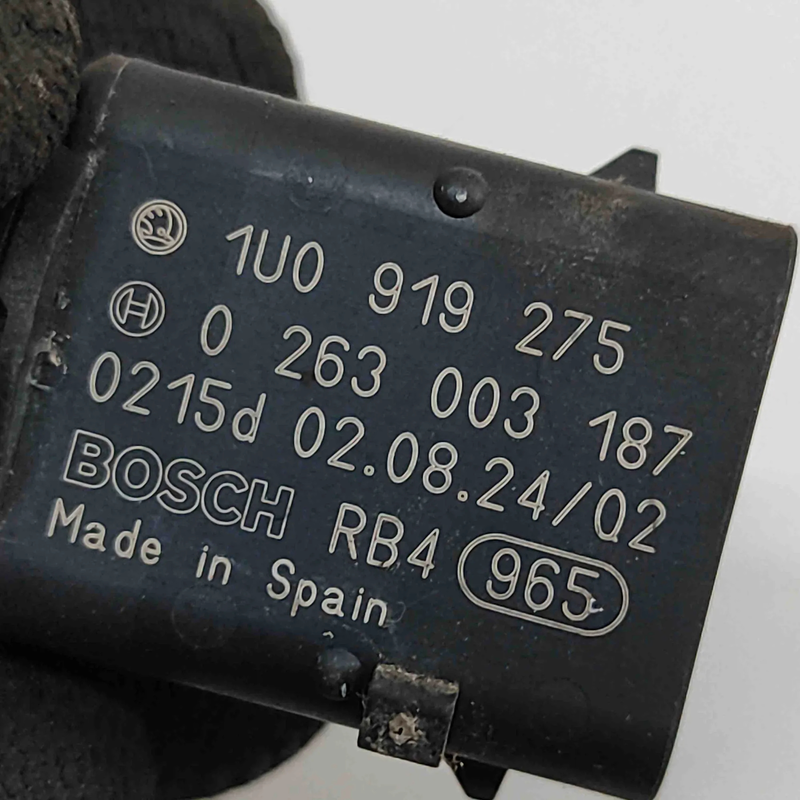 1U0 919 275
0 263 003 187
0215d 02.08.24/02
BOSCH RB4 965
Made in Spain